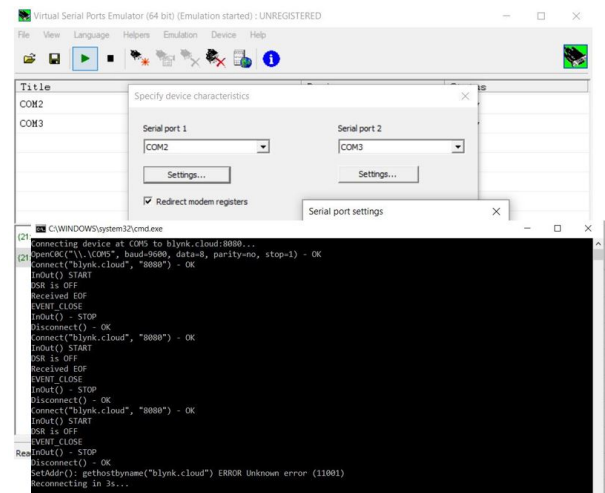 Virtual Serial Ports Emulator (64 bit) (Emulation started) : UNREGISTERED
File View Language Helpers Emulation Device Help
Title
COM2
COM3
Specify device characteristics
Serial port 1
Serial port 2
COM2
COM3
Settings...
Settings...
Redirect modem registers
Serial port settings
C:\WINDOWS\system32\cmd.exe
Connecting device at COM5 to blynk.cloud:8080...
OpenC0C("\\.\COM5", baud=9600, data=8, parity=no, stop=1) - OK
Connect("blynk.cloud", "8080") - OK
InOut() START
DSR is OFF
Received EOF
EVENT_CLOSE
InOut() - STOP
Disconnect() - OK
Connect("blynk.cloud", "8080") - OK
InOut() START
DSR is OFF
Received EOF
EVENT_CLOSE
InOut() - STOP
Disconnect() - OK
Connect("blynk.cloud", "8080") - OK
InOut() START
DSR is OFF
EVENT_CLOSE
InOut() - STOP
Disconnect() - OK
SetAddr(): gethostbyname("blynk.cloud") ERROR Unknown error (11001)
Reconnecting in 3s...